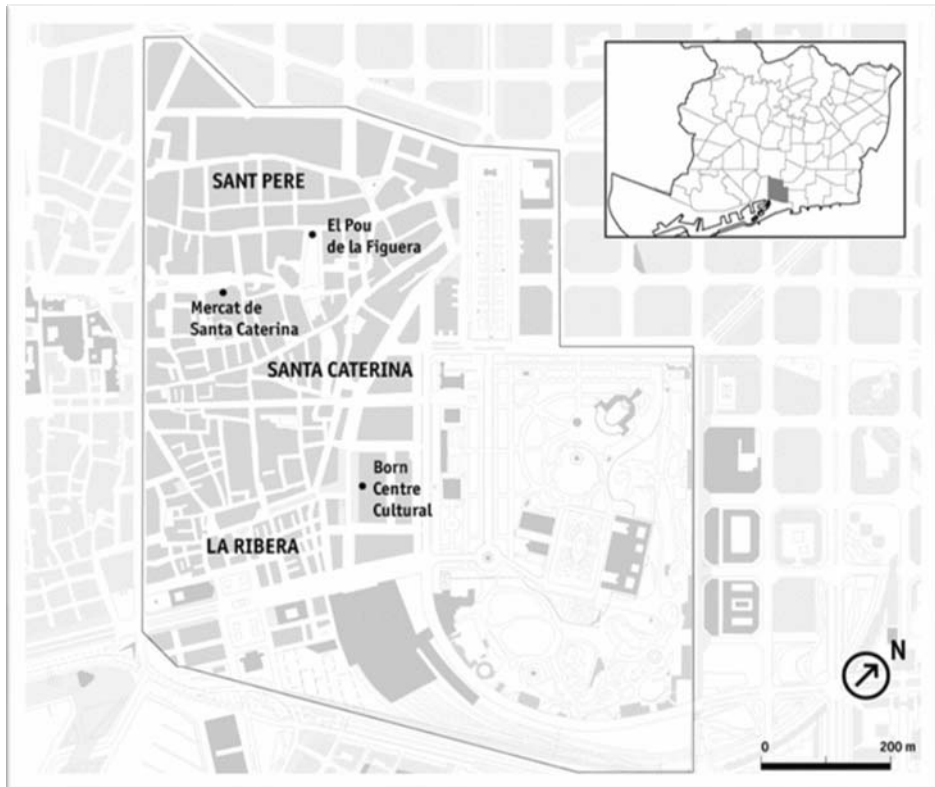 SANT PERE
El Pou
de la Figuera
Mercat de
Santa Caterina
SANTA CATERINA
Born
Centre
Cultural
LA RIBERA
N
0 200 m